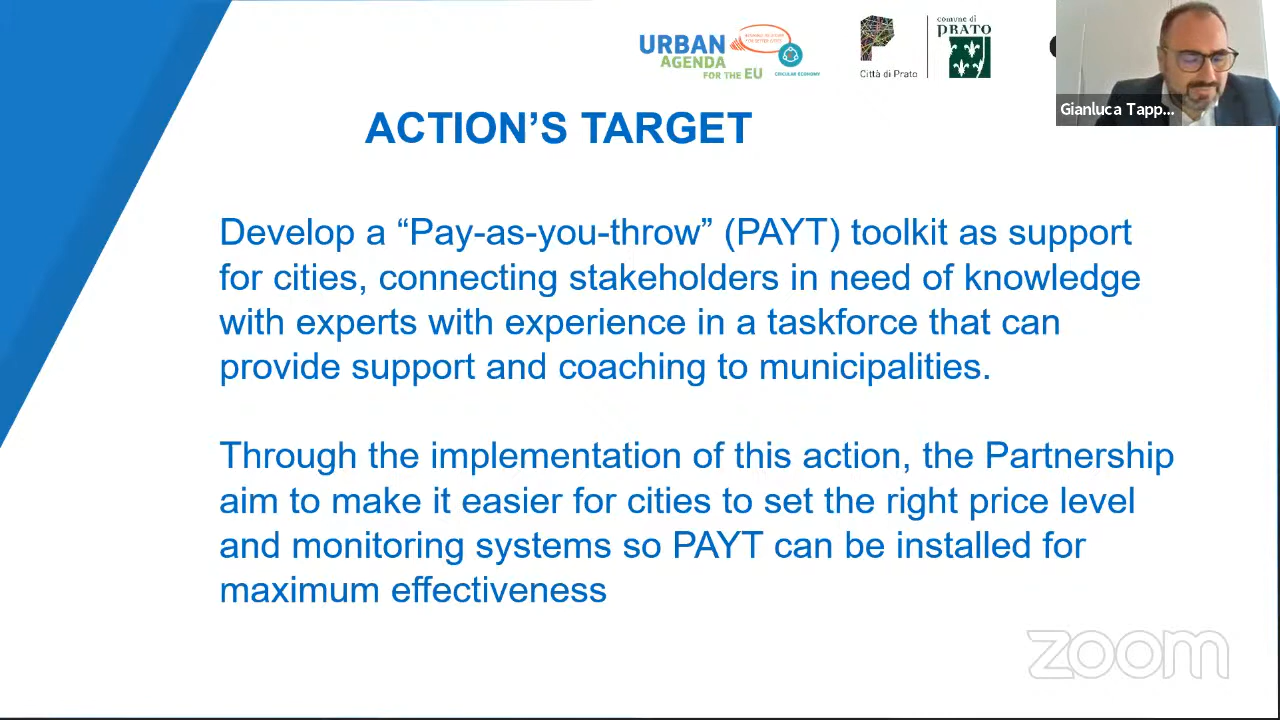 URBAN
AGENDA
FOR THE EU
CIRCULAR ECONOMY
Città di Prato
comune di
PRATO
Gianluca Tapp...
ACTION’S TARGET
Develop a “Pay-as-you-throw” (PAYT) toolkit as support
for cities, connecting stakeholders in need of knowledge
with experts with experience in a taskforce that can
provide support and coaching to municipalities.
Through the implementation of this action, the Partnership
aim to make it easier for cities to set the right price level
and monitoring systems so PAYT can be installed for
maximum effectiveness
zoom